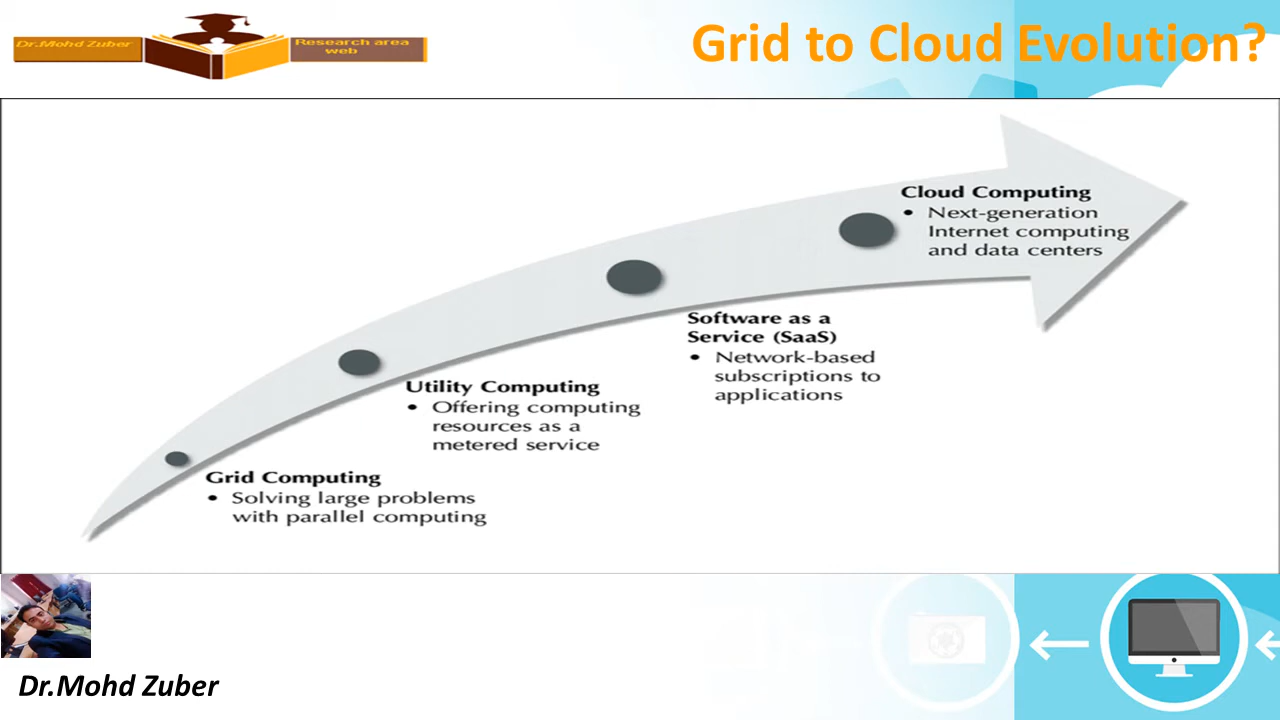 Dr.Mohd Zuber
Research area
web
Grid to Cloud Evolution?
Cloud Computing
• Next-generation
Internet computing
and data centers
Software as a
Service (SaaS)
• Network-based
subscriptions to
applications
Utility Computing
• Offering computing
resources as a
metered service
Grid Computing
• Solving large problems
with parallel computing
Dr.Mohd Zuber